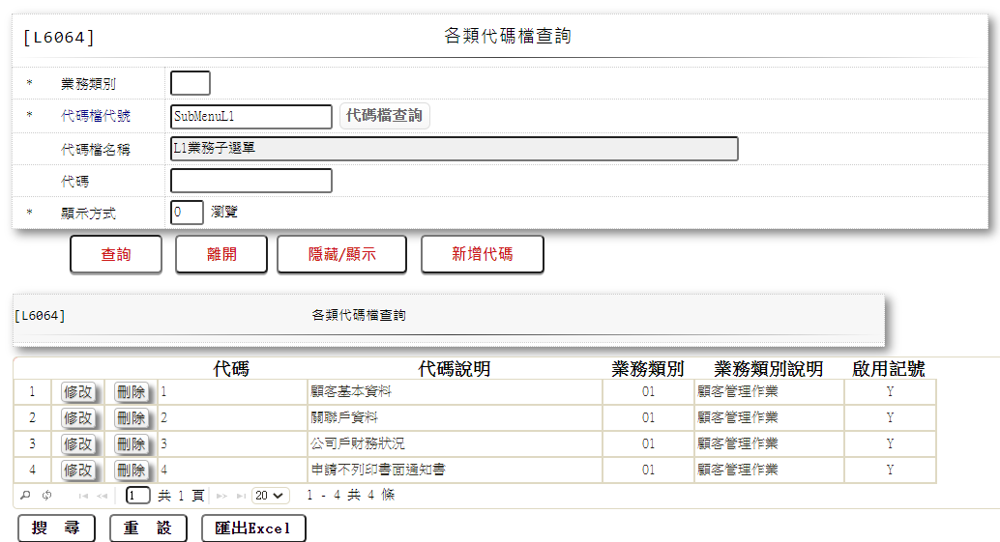 [L6064] 各類代碼檔查詢
* 業務類別
* 代碼檔代號 SubMenuL1 代碼檔查詢
代碼檔名稱 L1業務子選單
代碼
* 顯示方式 0 瀏覽
查詢 離開 隱藏/顯示 新增代碼
[L6064] 各類代碼檔查詢
代碼 代碼說明 業務類別 業務類別說明 啟用記號
1 修改 刪除 1 顧客基本資料 01 顧客管理作業 Y
2 修改 刪除 2 關聯戶資料 01 顧客管理作業 Y
3 修改 刪除 3 公司戶財務狀況 01 顧客管理作業 Y
4 修改 刪除 4 申請不列印書面通知書 01 顧客管理作業 Y
1 共 1 頁 20 1 - 4 共 4 條
搜 尋 重 設 匯出Excel